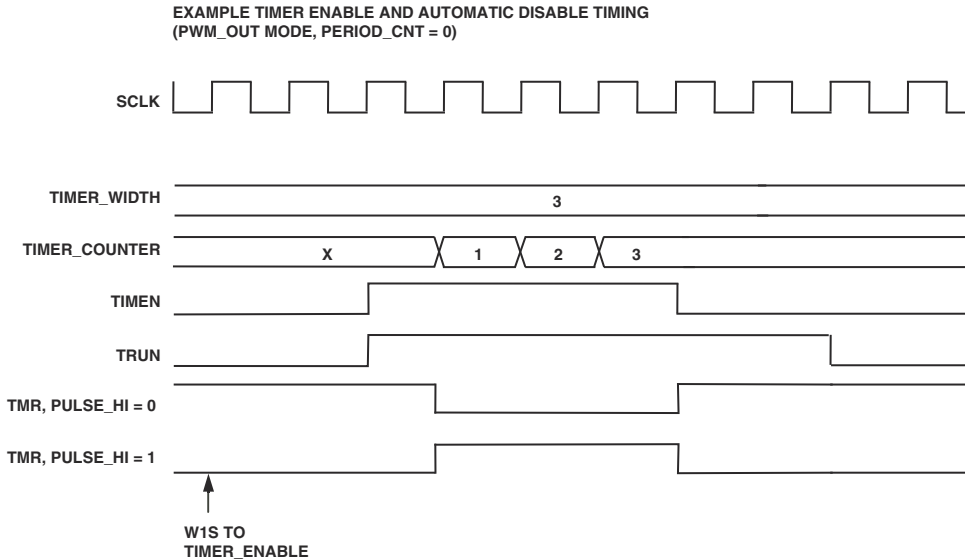 EXAMPLE TIMER ENABLE AND AUTOMATIC DISABLE TIMING
(PWM_OUT MODE, PERIOD_CNT = 0)
SCLK
TIMER_WIDTH
3
TIMER_COUNTER
X
1
2
3
TIMEN
TRUN
TMR, PULSE_HI = 0
TMR, PULSE_HI = 1
W1S TO
TIMER_ENABLE